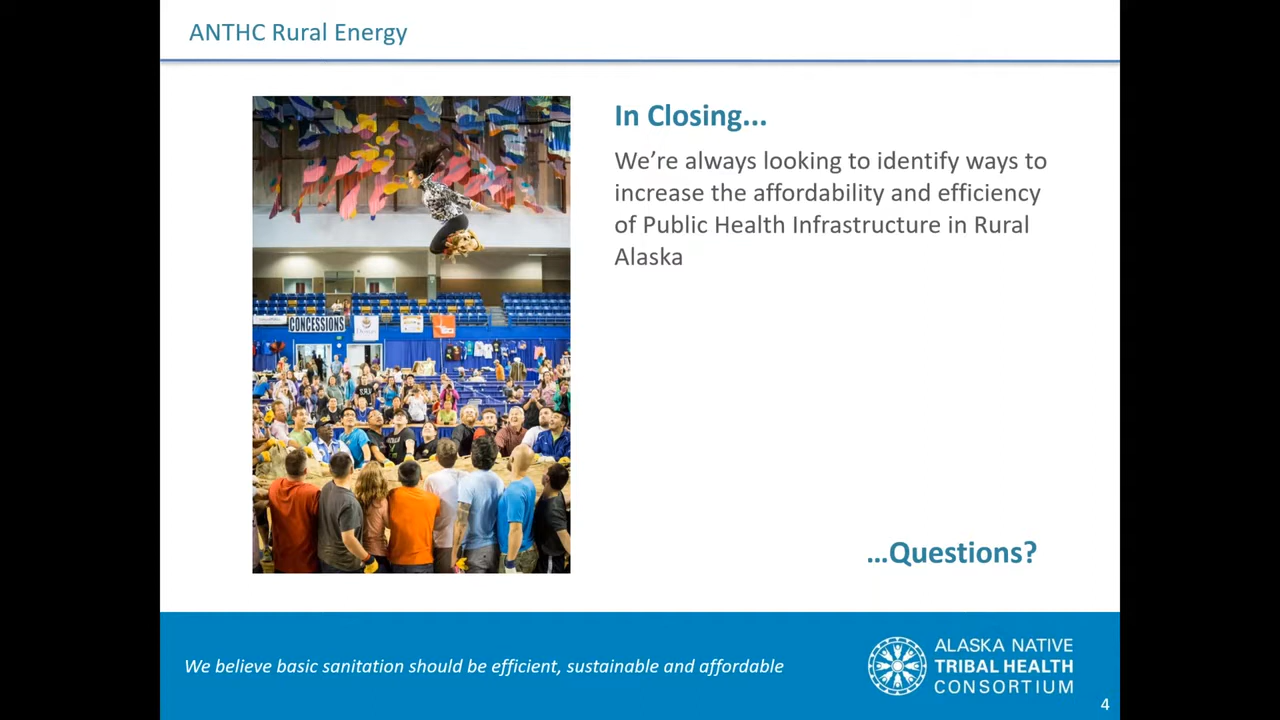 ANTHC Rural Energy
In Closing...
We're always looking to identify ways to
increase the affordability and efficiency
of Public Health Infrastructure in Rural
Alaska
CONCESSIONS
...Questions?
We believe basic sanitation should be efficient, sustainable and affordable
ALASKA NATIVE
TRIBAL HEALTH
CONSORTIUM
4